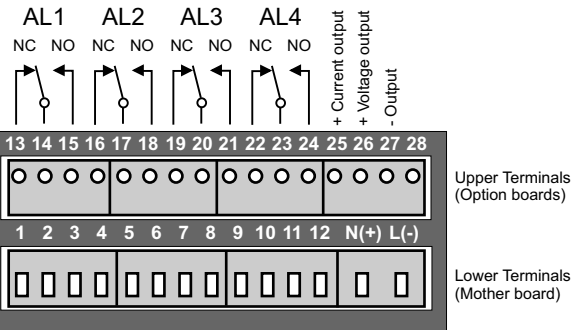 AL1 AL2 AL3 AL4
NC NO NC NO NC NO NC NO
+ Current output
+ Voltage output
- Output
13 14 15 16 17 18 19 20 21 22 23 24 25 26 27 28
Upper Terminals
(Option boards)
1 2 3 4 5 6 7 8 9 10 11 12 N(+) L(-)
Lower Terminals
(Mother board)